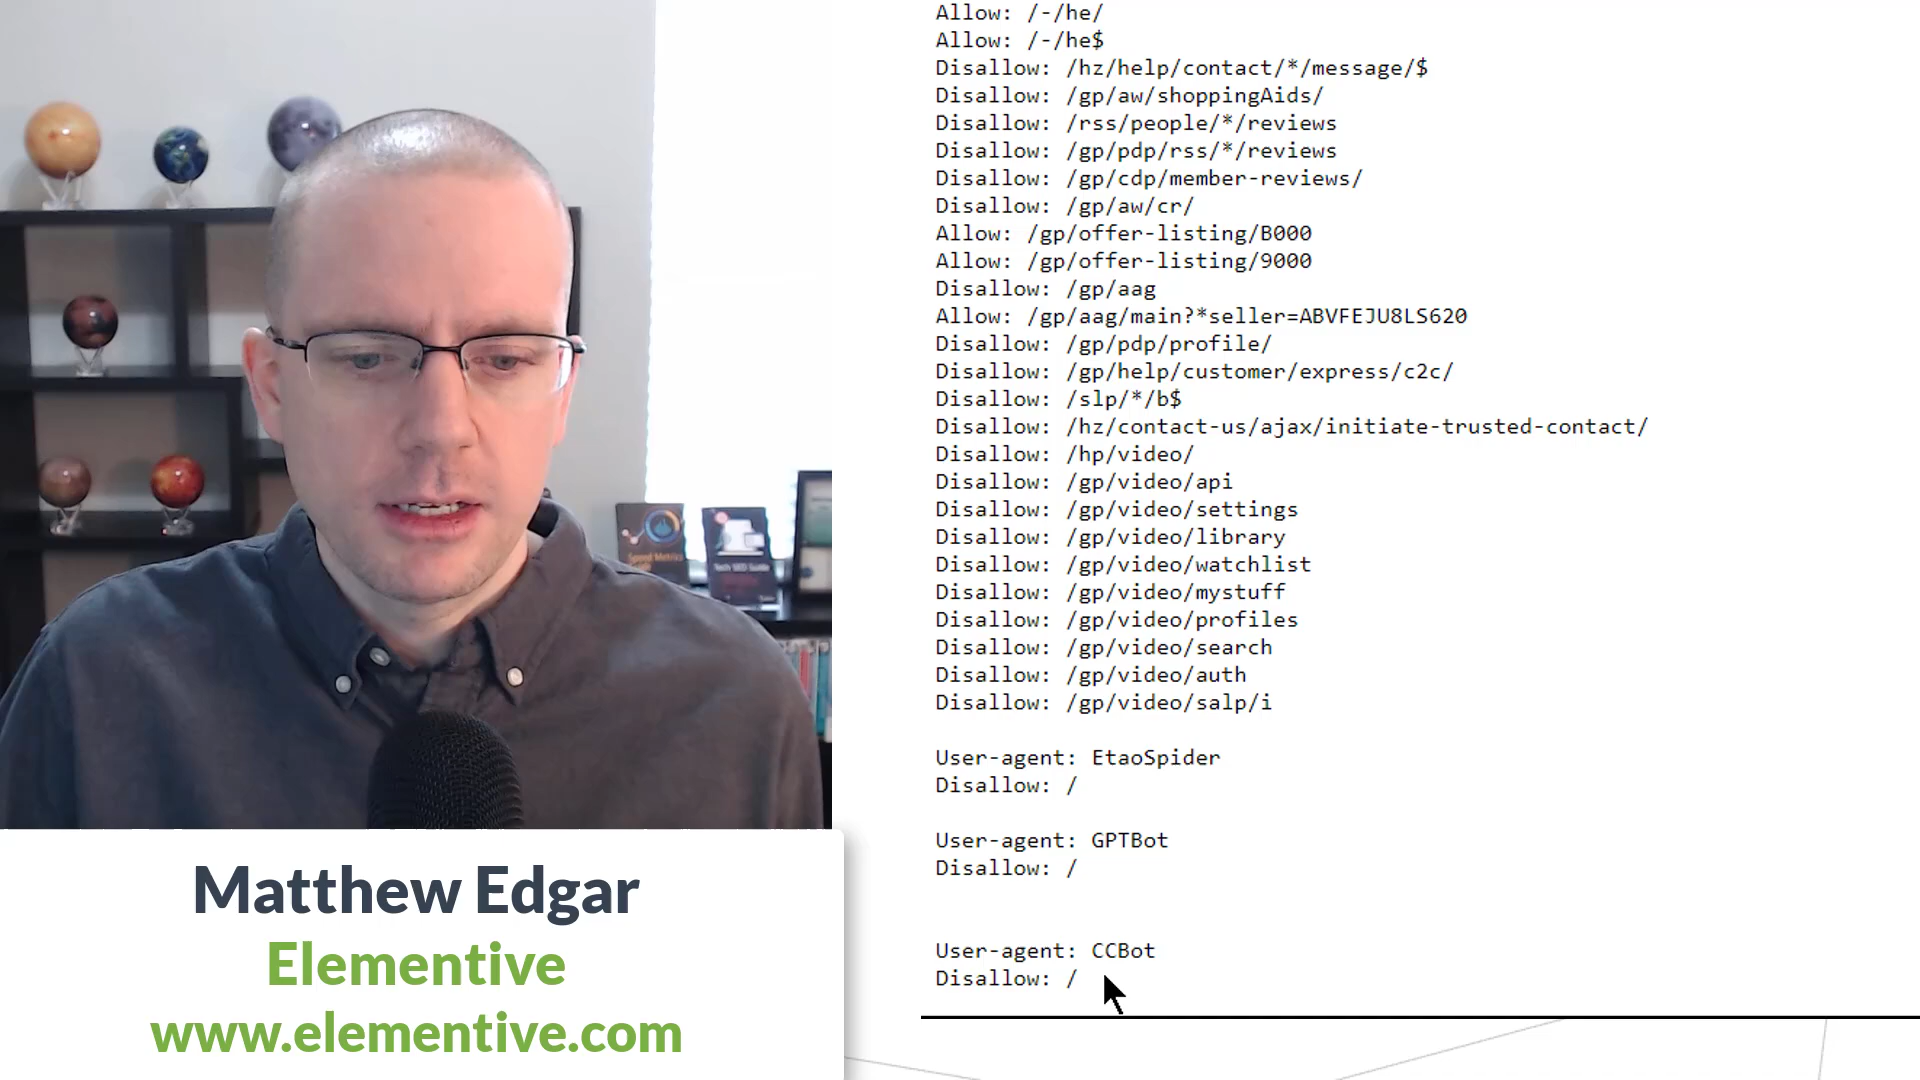 Allow: /-/he/
Allow: /-/he$
Disallow: /hz/help/contact/*/message/$
Disallow: /gp/aw/shoppingAids/
Disallow: /rss/people/*/reviews
Disallow: /gp/pdp/rss/*/reviews
Disallow: /gp/cdp/member-reviews/
Disallow: /gp/aw/cr/
Allow: /gp/offer-listing/B000
Allow: /gp/offer-listing/9000
Disallow: /gp/aag
Allow: /gp/aag/main?*seller=ABVFEJU8LS620
Disallow: /gp/pdp/profile/
Disallow: /gp/help/customer/express/c2c/
Disallow: /slp/*/b$
Disallow: /hz/contact-us/ajax/initiate-trusted-contact/
Disallow: /hp/video/
Disallow: /gp/video/api
Disallow: /gp/video/settings
Disallow: /gp/video/library
Disallow: /gp/video/watchlist
Disallow: /gp/video/mystuff
Disallow: /gp/video/profiles
Disallow: /gp/video/search
Disallow: /gp/video/auth
Disallow: /gp/video/salp/i
User-agent: EtaoSpider
Disallow: /
User-agent: GPTBot
Disallow: /
User-agent: CCBot
Disallow: /
Speed Metrics
Tech SEO Guide
Matthew Edgar
Elementive
www.elementive.com